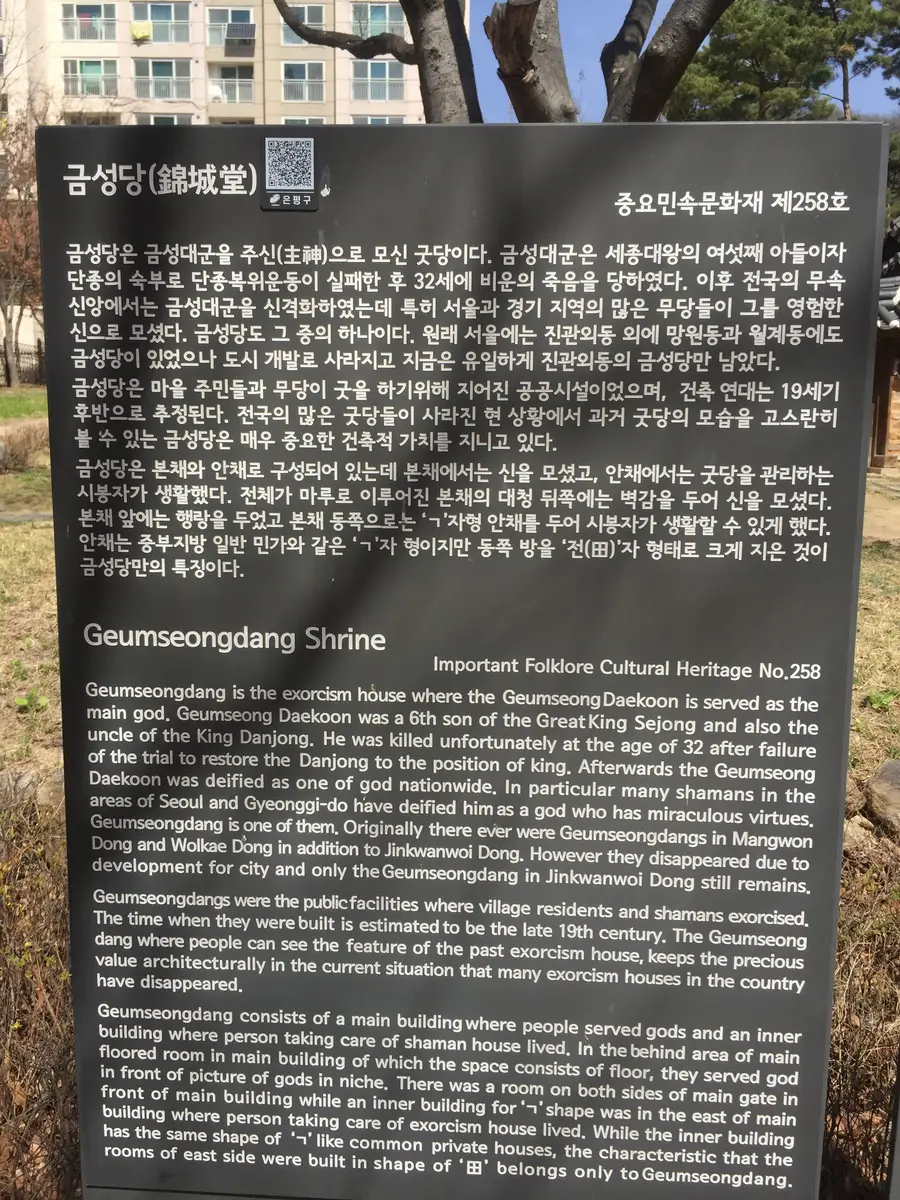 금성당(錦城堂)
은평구
중요민속문화재 제258호
금성당은 금성대군을 주신(主神)으로 모신 굿당이다. 금성대군은 세종대왕의 여섯째 아들이자
단종의 숙부로 단종복위운동이 실패한 후 32세에 비운의 죽음을 당하였다. 이후 전국의 무속
신앙에서는 금성대군을 신격화하였는데 특히 서울과 경기 지역의 많은 무당들이 그를 영험한
신으로 모셨다. 금성당도 그 중의 하나이다. 원래 서울에는 진관외동 외에 망원동과 월계동에도
금성당이 있었으나 도시 개발로 사라지고 지금은 유일하게 진관외동의 금성당만 남았다.
금성당은 마을 주민들과 무당이 굿을 하기위해 지어진 공공시설이었으며, 건축 연대는 19세기
후반으로 추정된다. 전국의 많은 굿당들이 사라진 현 상황에서 과거 굿당의 모습을 고스란히
볼 수 있는 금성당은 매우 중요한 건축적 가치를 지니고 있다.
금성당은 본채와 안채로 구성되어 있는데 본채에서는 신을 모셨고, 안채에서는 굿당을 관리하는
시봉자가 생활했다. 전체가 마루로 이루어진 본채의 대청 뒤쪽에는 벽감을 두어 신을 모셨다.
본채 앞에는 행랑을 두었고 본채 동쪽으로는 ‘ㄱ’자형 안채를 두어 시봉자가 생활할 수 있게 했다.
안채는 중부지방 일반 민가와 같은 ‘ㄱ’자 형이지만 동쪽 방을 ‘전(田)’자 형태로 크게 지은 것이
금성당만의 특징이다.
Geumseongdang Shrine
Important Folklore Cultural Heritage No.258
Geumseongdang is the exorcism house where the Geumseong Daekoon is served as the
main god. Geumseong Daekoon was a 6th son of the Great King Sejong and also the
uncle of the King Danjong. He was killed unfortunately at the age of 32 after failure
of the trial to restore the Danjong to the position of king. Afterwards the Geumseong
Daekoon was deified as one of god nationwide. In particular many shamans in the
areas of Seoul and Gyeonggi-do have deified him as a god who has miraculous virtues.
Geumseongdang is one of them. Originally there ever were Geumseongdangs in Mangwon
Dong and Wolkae Dong in addition to Jinkwanwoi Dong. However they disappeared due to
development for city and only the Geumseongdang in Jinkwanwoi Dong still remains.
Geumseongdangs were the public facilities where village residents and shamans exorcised.
The time when they were built is estimated to be the late 19th century. The Geumseong
dang where people can see the feature of the past exorcism house, keeps the precious
value architecturally in the current situation that many exorcism houses in the country
have disappeared.
Geumseongdang consists of a main building where people served gods and an inner
building where person taking care of shaman house lived. In the behind area of main
floored room in main building of which the space consists of floor, they served god
in front of picture of gods in niche. There was a room on both sides of main gate in
front of main building while an inner building for ‘ㄱ’ shape was in the east of main
building where person taking care of exorcism house lived. While the inner building
has the same shape of ‘ㄱ’ like common private houses, the characteristic that the
rooms of east side were built in shape of ‘田’ belongs only to Geumseongdang.